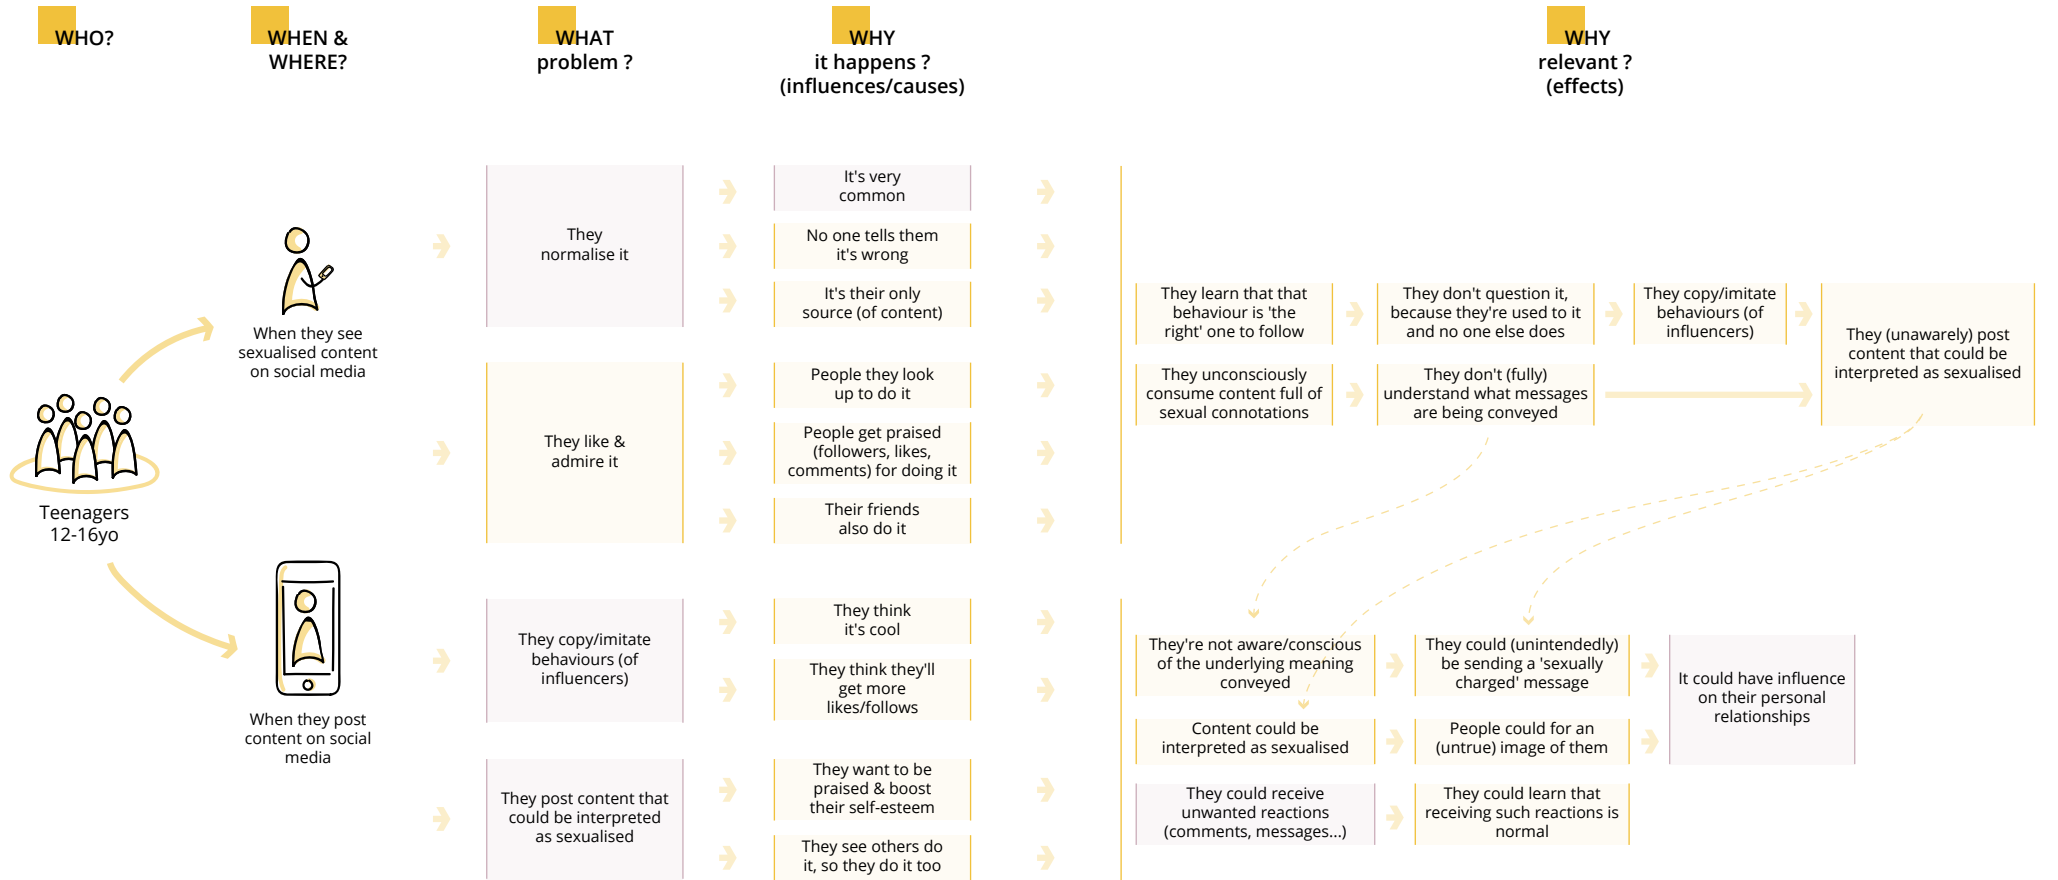 WHO?
WHEN &
WHERE?
WHAT
problem ?
WHY
it happens ?
(influences/causes)
WHY
relevant ?
(effects)
Teenagers
12-16yo
When they see
sexualised content
on social media
They
normalise it
It's very
common
No one tells them
it's wrong
It's their only
source (of content)
They like &
admire it
People they look
up to do it
People get praised
(followers, likes,
comments) for doing it
Their friends
also do it
They learn that that
behaviour is 'the
right' one to follow
They don't question it,
because they're used to it
and no one else does
They copy/imitate
behaviours (of
influencers)
They (unawarely) post
content that could be
interpreted as sexualised
They unconsciously
consume content full of
sexual connotations
They don't (fully)
understand what messages
are being conveyed
When they post
content on social
media
They copy/imitate
behaviours (of
influencers)
They think
it's cool
They think they'll
get more
likes/follows
They post content that
could be interpreted
as sexualised
They want to be
praised & boost
their self-esteem
They see others do
it, so they do it too
They're not aware/conscious
of the underlying meaning
conveyed
They could (unintendedly)
be sending a 'sexually
charged' message
It could have influence
on their personal
relationships
Content could be
interpreted as sexualised
People could for an
(untrue) image of them
They could receive
unwanted reactions
(comments, messages...)
They could learn that
receiving such reactions is
normal